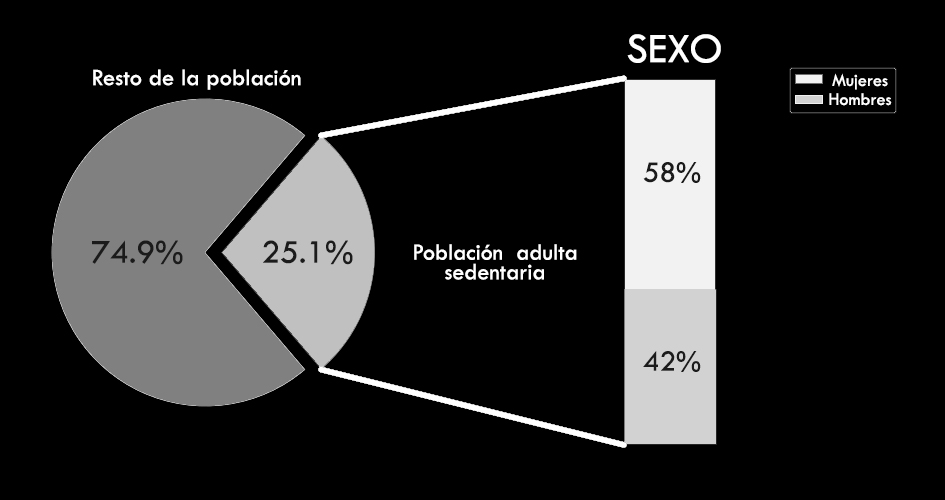 SEXO
Resto de la población
Mujeres
Hombres
58%
74.9%
25.1%
Población adulta
sedentaria
42%